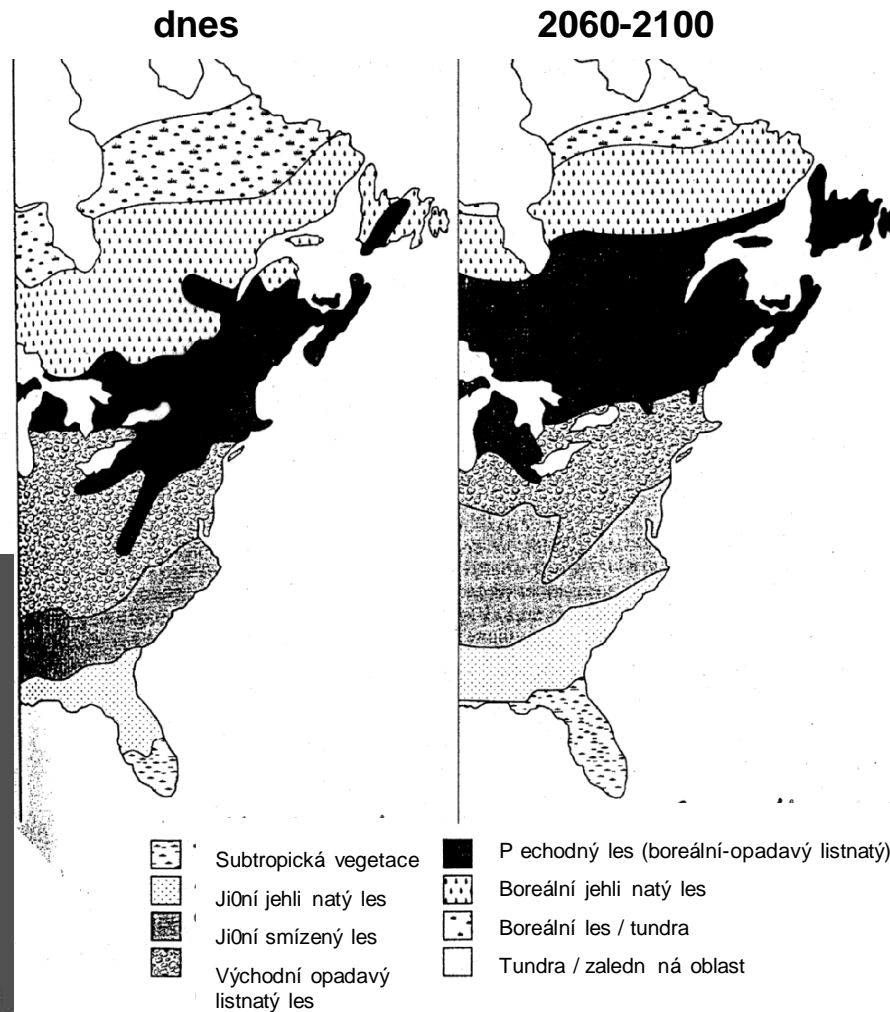 dnes
2060-2100
Subtropická vegetace
Ji0ní jehli natý les
Ji0ní smízený les
Východní opadavý
listnatý les
P echodný les (boreální-opadavý listnatý)
Boreální jehli natý les
Boreální les / tundra
Tundra / zaledn ná oblast